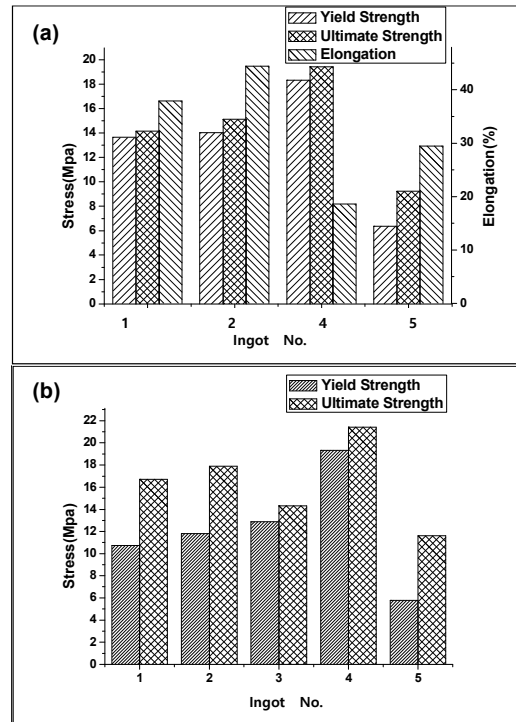 (a)
Yield Strength
Ultimate Strength
Elongation
20
18
16
14
12
10
8
6
4
2
0
Stress(Mpa)
40
30
20
10
0
Elongation(%)
1 2 4 5
Ingot No.
(b)
Yield Strength
Ultimate Strength
22
20
18
16
14
12
10
8
6
4
2
0
Stress(Mpa)
1 2 3 4 5
Ingot No.